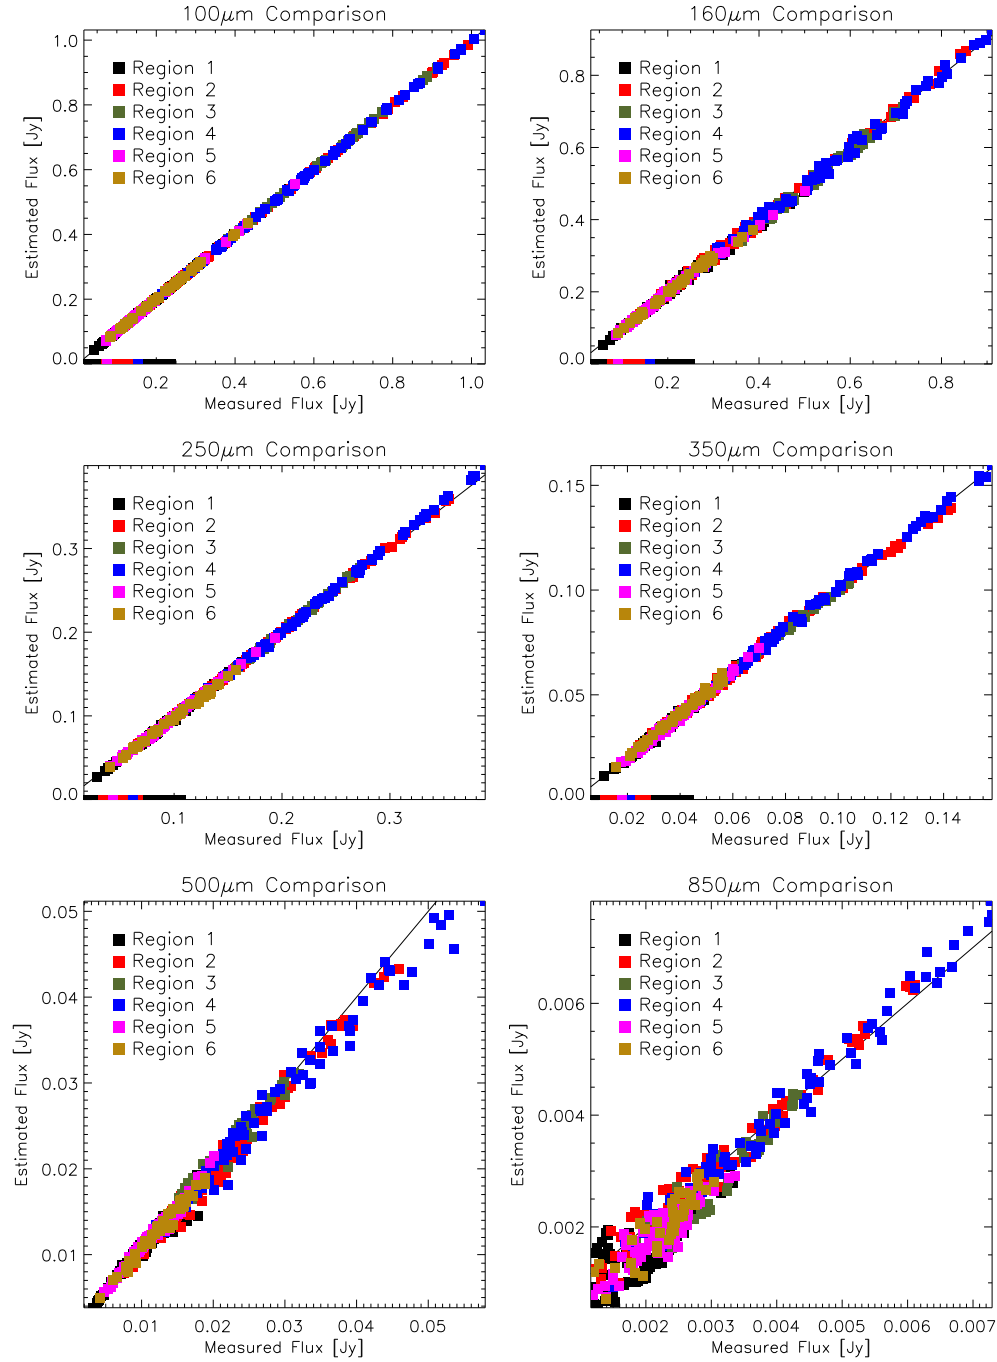 100μm Comparison
Estimated Flux [Jy]
1.0
0.8
0.6
0.4
0.2
0.0
Region 1
Region 2
Region 3
Region 4
Region 5
Region 6
0.2 0.4 0.6 0.8 1.0
Measured Flux [Jy]
160μm Comparison
Estimated Flux [Jy]
0.8
0.6
0.4
0.2
0.0
Region 1
Region 2
Region 3
Region 4
Region 5
Region 6
0.2 0.4 0.6 0.8
Measured Flux [Jy]
250μm Comparison
Estimated Flux [Jy]
0.3
0.2
0.1
0.0
Region 1
Region 2
Region 3
Region 4
Region 5
Region 6
0.1 0.2 0.3
Measured Flux [Jy]
350μm Comparison
Estimated Flux [Jy]
0.15
0.10
0.05
0.00
Region 1
Region 2
Region 3
Region 4
Region 5
Region 6
0.02 0.04 0.06 0.08 0.10 0.12 0.14
Measured Flux [Jy]
500μm Comparison
Estimated Flux [Jy]
0.05
0.04
0.03
0.02
0.01
Region 1
Region 2
Region 3
Region 4
Region 5
Region 6
0.01 0.02 0.03 0.04 0.05
Measured Flux [Jy]
850μm Comparison
Estimated Flux [Jy]
0.006
0.004
0.002
Region 1
Region 2
Region 3
Region 4
Region 5
Region 6
0.002 0.003 0.004 0.005 0.006 0.007
Measured Flux [Jy]